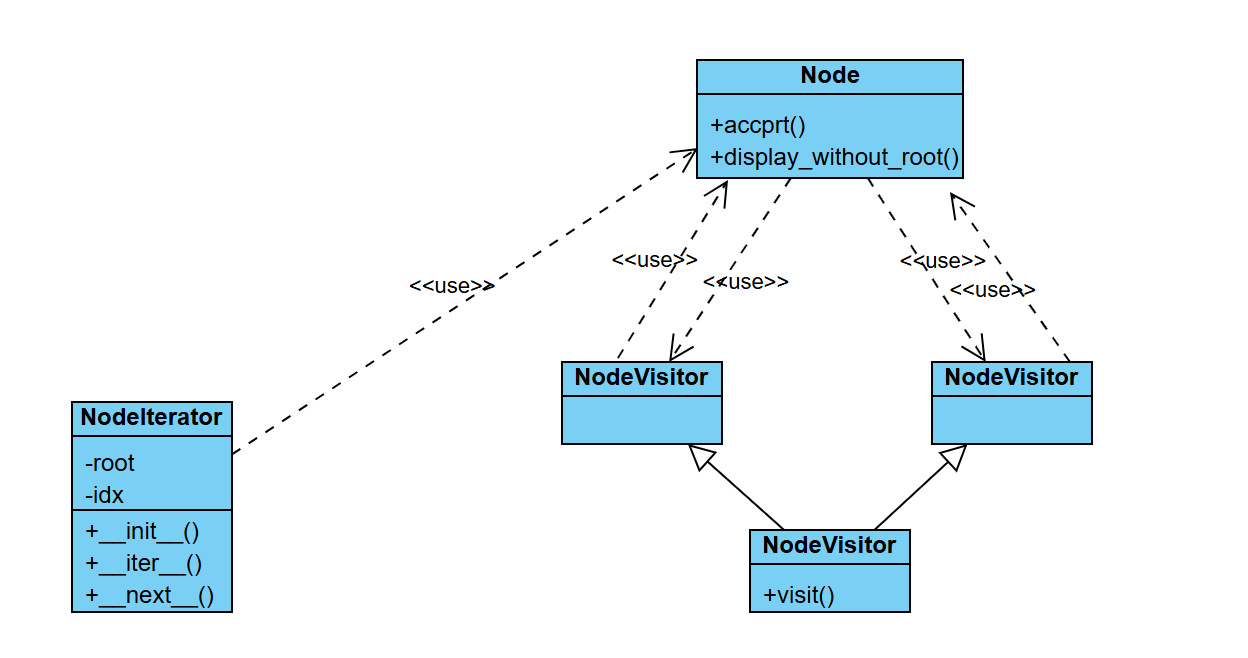 Node
+accprt()
+display_without_root()
<<use>>
<<use>>
<<use>>
<<use>>
<<use>>
NodeVisitor
NodeVisitor
NodeIterator
-root
-idx
+__init__()
+__iter__()
+__next__()
NodeVisitor
+visit()